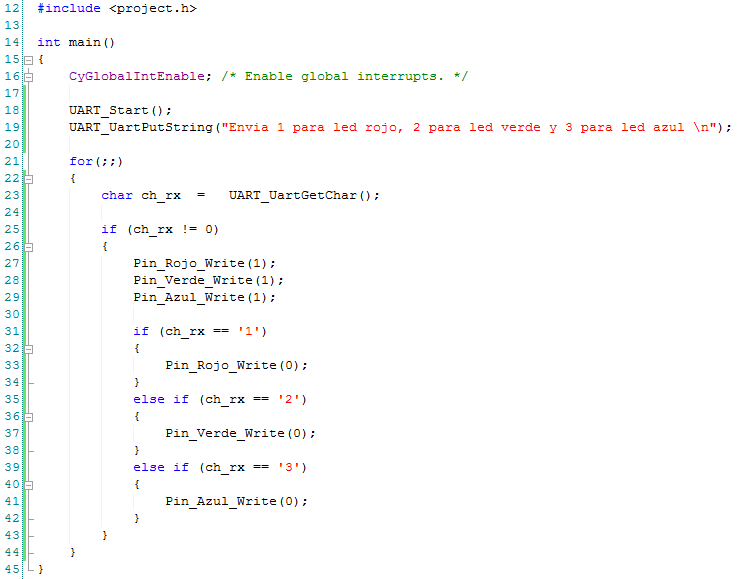 12 #include <project.h>
13
14 int main()
15 {
16     CyGlobalIntEnable; /* Enable global interrupts. */
17
18     UART_Start();
19     UART_UartPutString("Envia 1 para led rojo, 2 para led verde y 3 para led azul \n");
20
21     for(;;)
22     {
23         char ch_rx  =   UART_UartGetChar();
24
25         if (ch_rx != 0)
26         {
27             Pin_Rojo_Write(1);
28             Pin_Verde_Write(1);
29             Pin_Azul_Write(1);
30
31             if (ch_rx == '1')
32             {
33                 Pin_Rojo_Write(0);
34             }
35             else if (ch_rx == '2')
36             {
37                 Pin_Verde_Write(0);
38             }
39             else if (ch_rx == '3')
40             {
41                 Pin_Azul_Write(0);
42             }
43         }
44     }
45 }